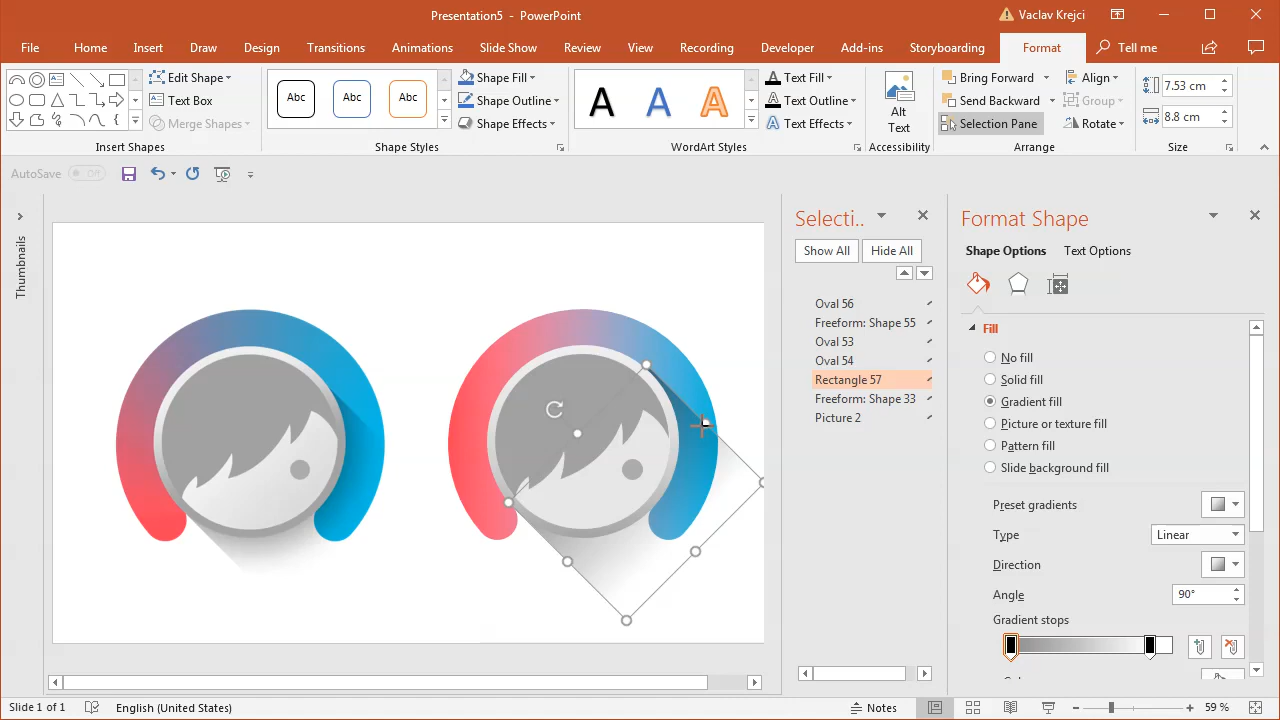 Presentation5 - PowerPoint
Vaclav Krejci
File Home Insert Draw Design Transitions Animations Slide Show Review View Recording Developer Add-ins Storyboarding Format Tell me
Edit Shape
Text Box
Merge Shapes
Insert Shapes
Abc Abc Abc
Shape Fill
Shape Outline
Shape Effects
Shape Styles
A A A
Text Fill
Text Outline
Text Effects
WordArt Styles
Alt
Text
Accessibility
Bring Forward
Send Backward
Selection Pane
Align
Group
Rotate
Arrange
7.53 cm
8.8 cm
Size
AutoSave Off
Thumbnails
Selecti..
Show All Hide All
Oval 56
Freeform: Shape 55
Oval 53
Oval 54
Rectangle 57
Freeform: Shape 33
Picture 2
Format Shape
Shape Options Text Options
Fill
No fill
Solid fill
Gradient fill
Picture or texture fill
Pattern fill
Slide background fill
Preset gradients
Type Linear
Direction
Angle 90°
Gradient stops
Slide 1 of 1 English (United States) Notes 59 %